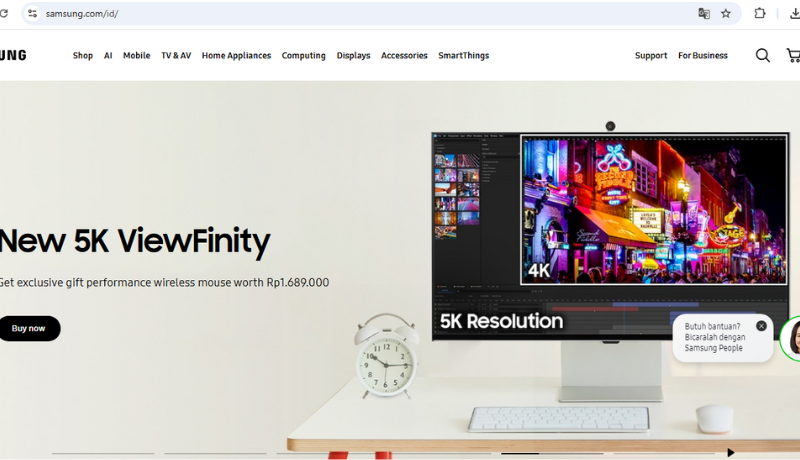 samsung.com/id/
UNG
Shop AI Mobile TV & AV Home Appliances Computing Displays Accessories SmartThings
Support For Business
New 5K ViewFinity
Get exclusive gift performance wireless mouse worth Rp1.689.000
Buy now
4K
5K Resolution
Butuh bantuan?
Bicaralah dengan
Samsung People